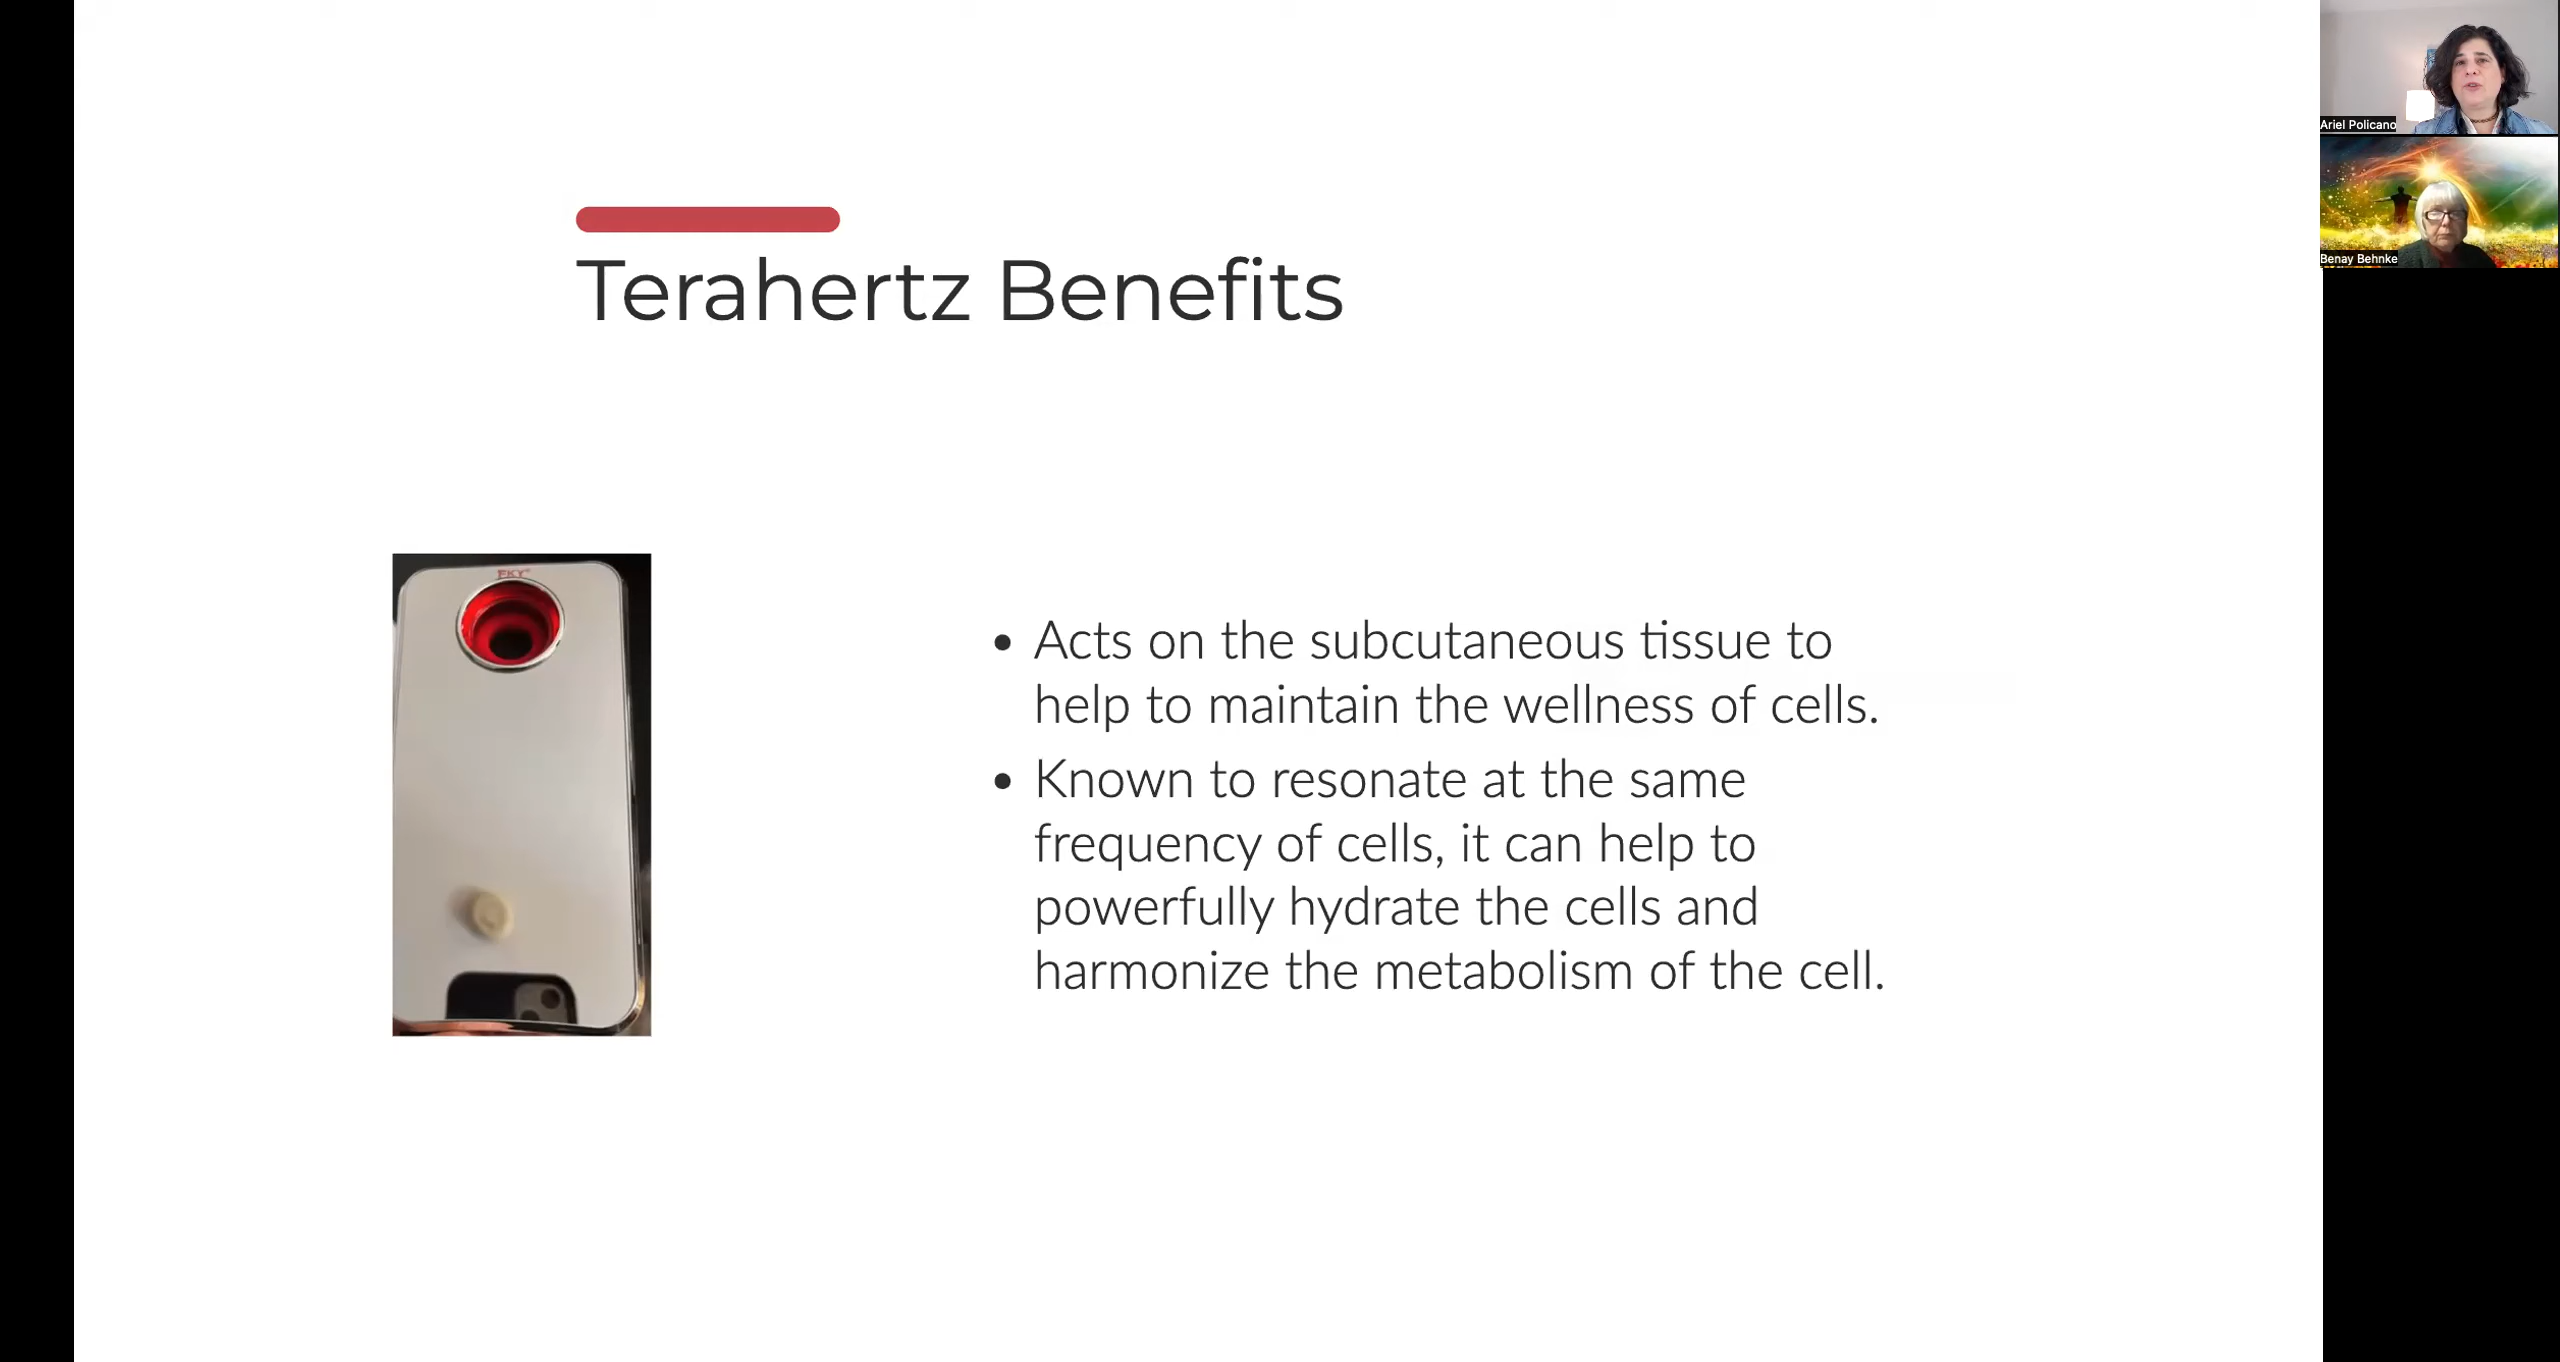 Ariel Policano
Benay Behnke
Terahertz Benefits
• Acts on the subcutaneous tissue to
help to maintain the wellness of cells.
• Known to resonate at the same
frequency of cells, it can help to
powerfully hydrate the cells and
harmonize the metabolism of the cell.